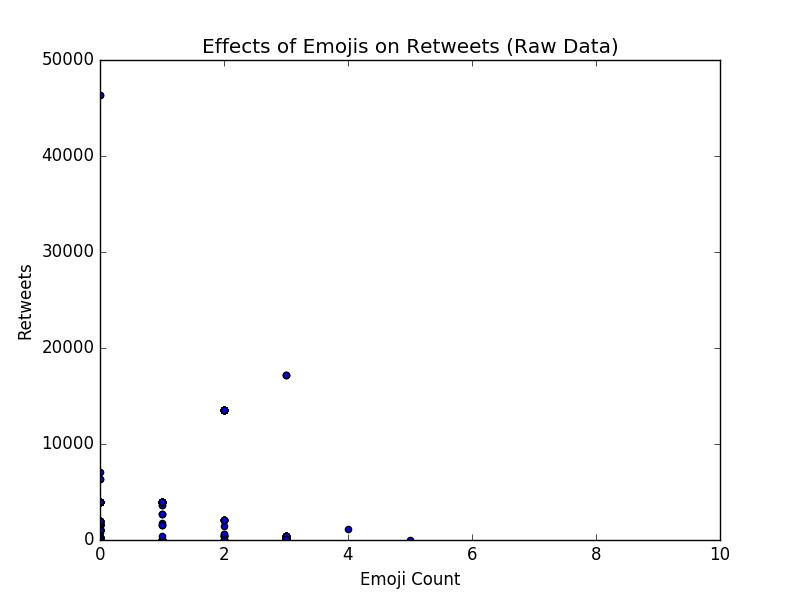 Effects of Emojis on Retweets (Raw Data)
50000
40000
30000
20000
10000
0
Retweets
0 2 4 6 8 10
Emoji Count